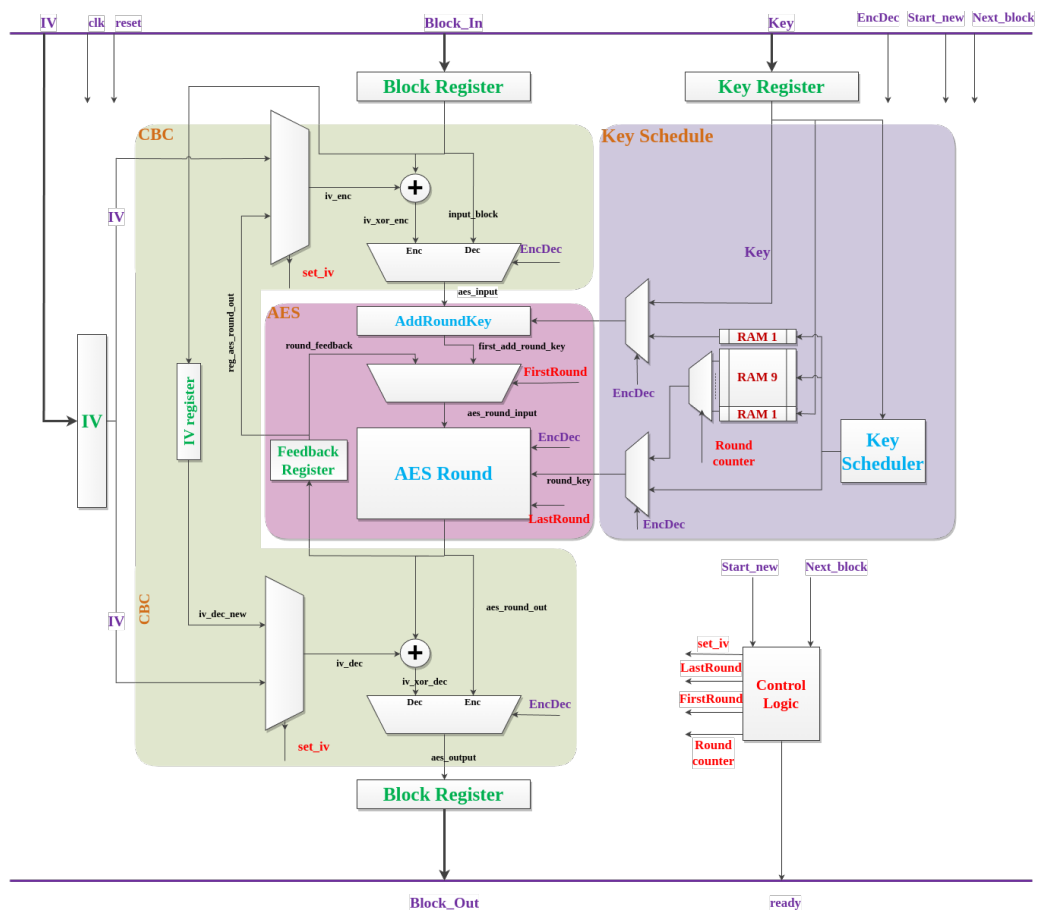 IV
clk
reset
Block_In
Key
EncDec
Start_new
Next_block
Block Register
Key Register
CBC
Key Schedule
IV
iv_enc
+
iv_xor_enc
input_block
Enc
Dec
EncDec
Key
set_iv
aes_input
reg_aes_round_out
AES
AddRoundKey
round_feedback
first_add_round_key
RAM 1
FirstRound
EncDec
RAM 9
aes_round_input
RAM 1
IV
IV register
Feedback
Register
AES Round
EncDec
round_key
LastRound
Round
counter
Key
Scheduler
EncDec
Start_new
Next_block
CBC
IV
iv_dec_new
aes_round_out
iv_dec
+
iv_xor_dec
Dec
Enc
EncDec
set_iv
aes_output
set_iv
LastRound
FirstRound
Round
counter
Control
Logic
Block Register
Block_Out
ready